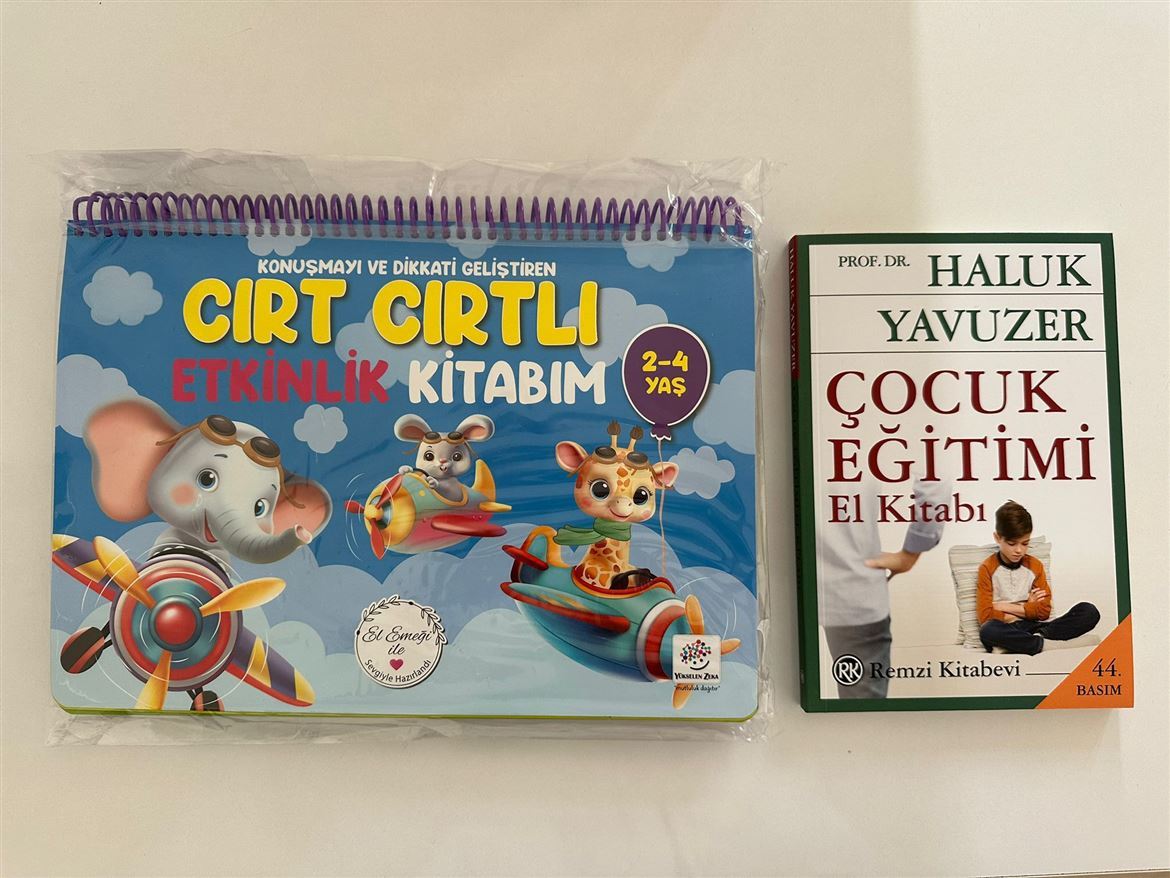 KONUŞMAYI VE DİKKATİ GELİŞTİREN
CIRT CIRTLI
ETKİNLİK KİTABIM
2-4
YAŞ
El Emeği
ile
Sevgiyle Hazırlandı
YÜKSELEN ZEKA
"mutluluk dağıtır"
PROF. DR. HALUK
YAVUZER
ÇOCUK
EĞİTİMİ
El Kitabı
RK Remzi Kitabevi
44.
BASIM